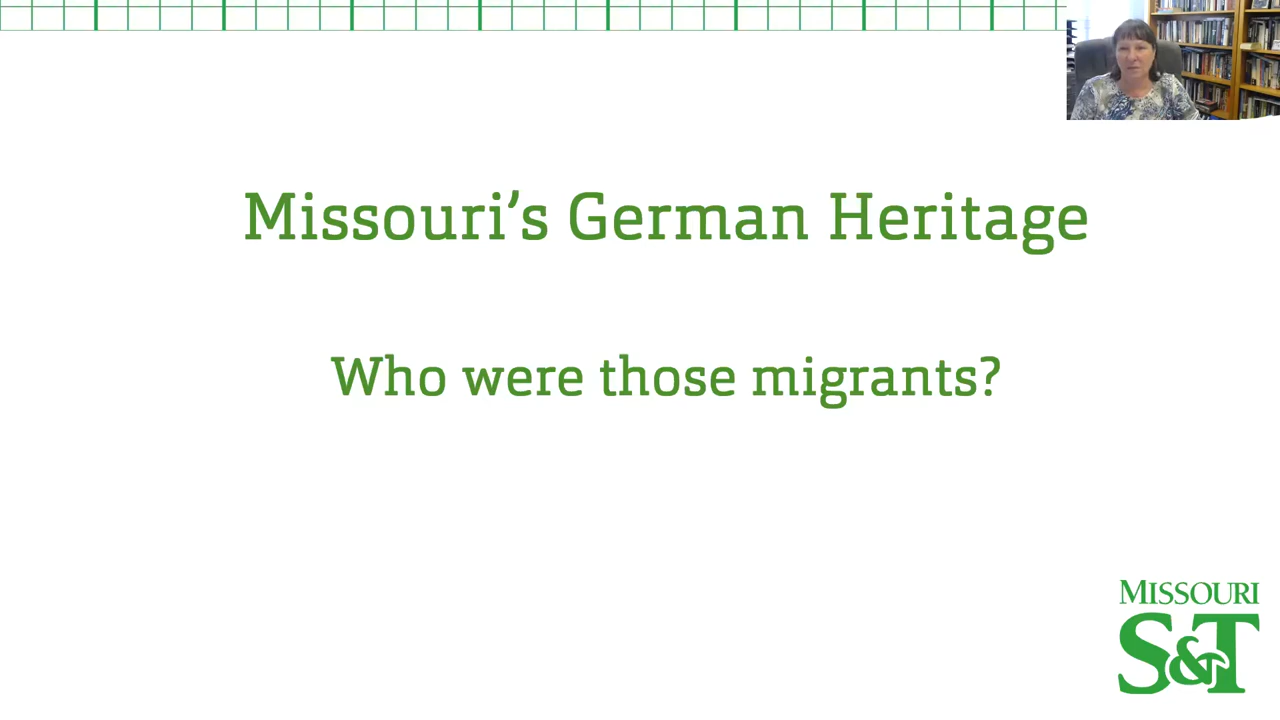 Missouri’s German Heritage
Who were those migrants?
MISSOURI
S&T